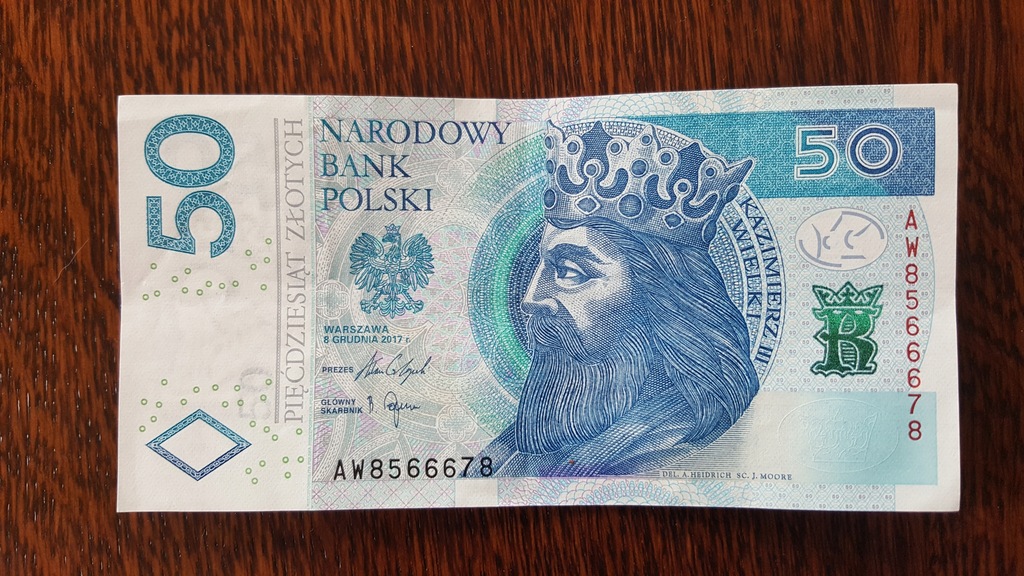 50
PIĘĆDZIESIĄT ZŁOTYCH
NARODOWY
BANK
POLSKI
WARSZAWA
8 GRUDNIA 2017 r.
PREZES
GŁÓWNY
SKARBNIK
AW8566678
KAZIMIERZ III
WIELKI
50
AW8566678
DEL. A. HEIDRICH SC. J. MOORE